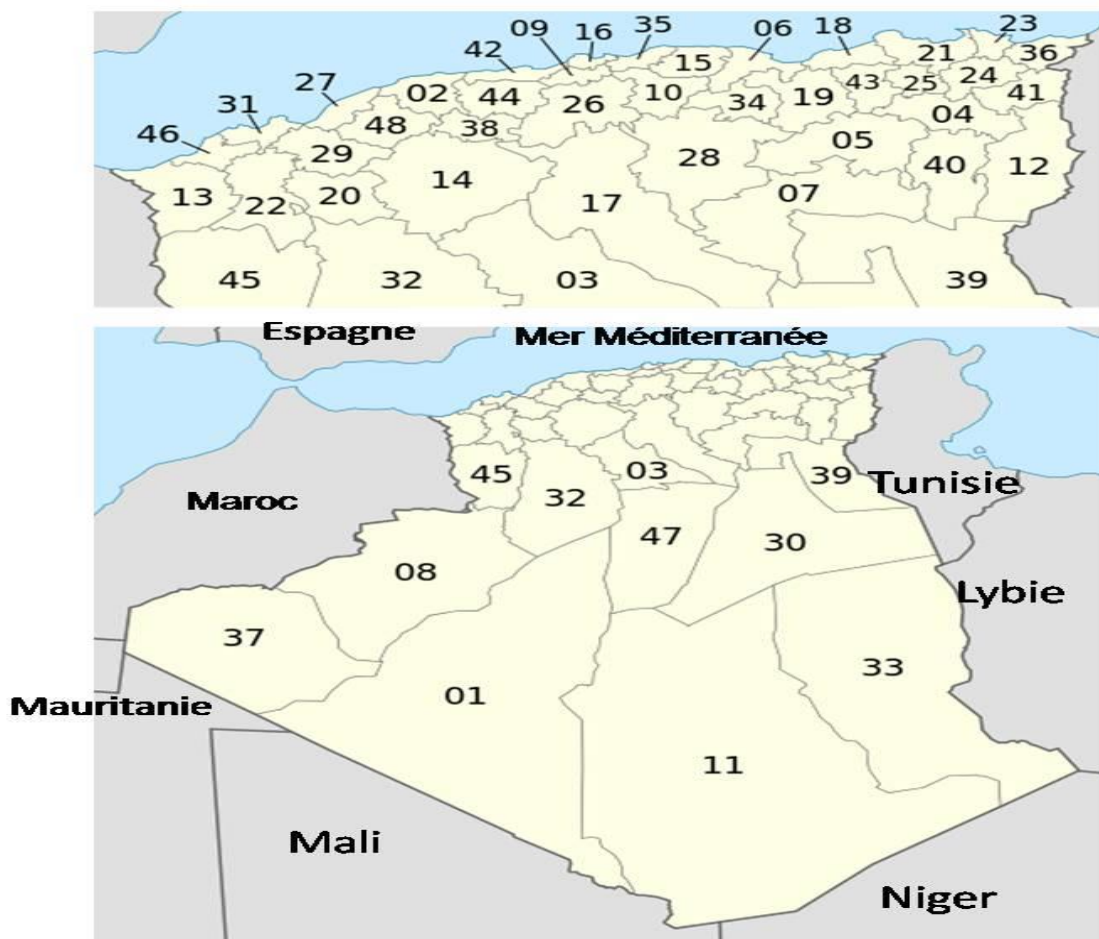 23
09 16 35 06 18
42 21 36
15
27 02 44 26 10 34 19 43 25 24 41
31
46 48 38 04
29 28 05 40 12
13 22 20 14 17 07
45 32 03 39
Espagne Mer Méditerranée
45 32 03 39 Tunisie
Maroc
47 30
08 Lybie
37 33
Mauritanie 01
11
Mali
Niger